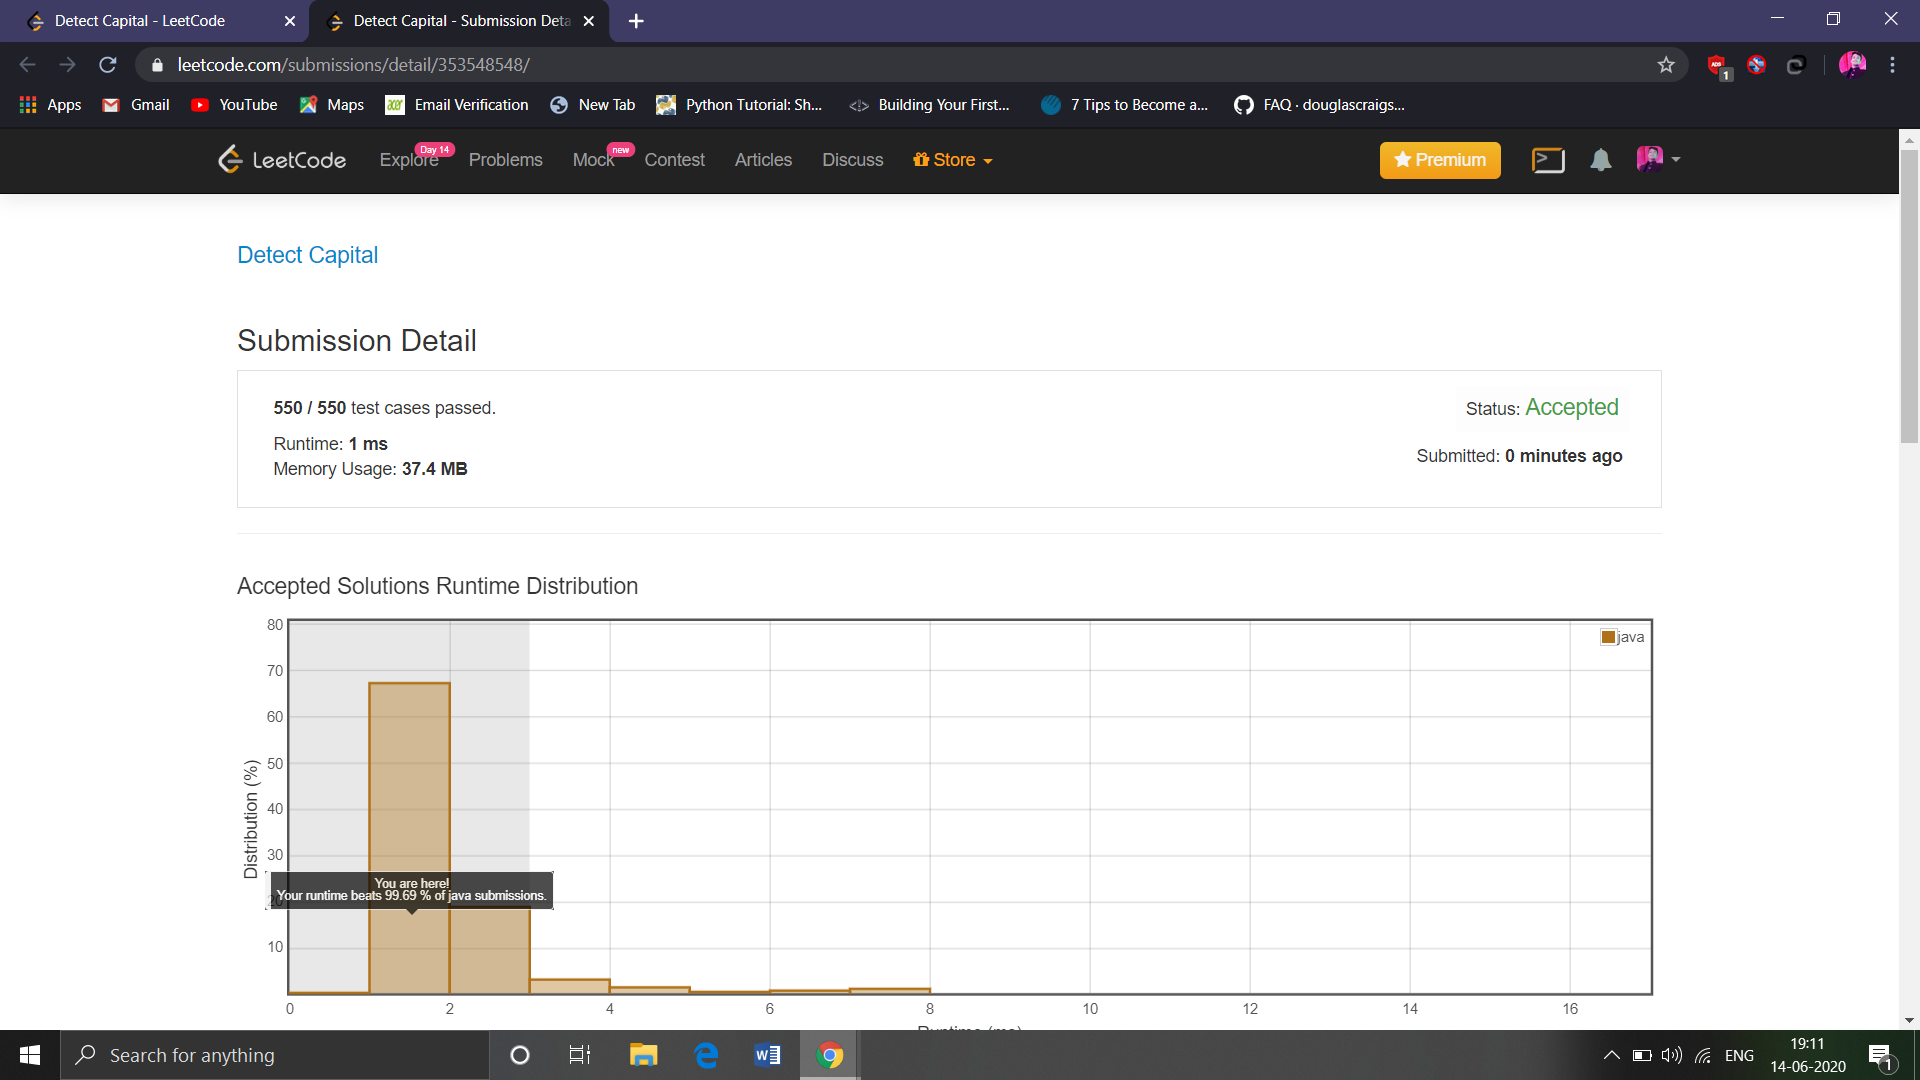 Detect Capital - LeetCode
Detect Capital - Submission Deta
leetcode.com/submissions/detail/353548548/
1
Apps
Gmail
YouTube
Maps
acer
Email Verification
New Tab
Python Tutorial: Sh...
Building Your First...
7 Tips to Become a...
FAQ · douglascraigs...
LeetCode
Explore
Day 14
Problems
Mock
new
Contest
Articles
Discuss
Store
Premium
Detect Capital
Submission Detail
550 / 550 test cases passed.
Status: Accepted
Runtime: 1 ms
Memory Usage: 37.4 MB
Submitted: 0 minutes ago
Accepted Solutions Runtime Distribution
java
80
70
60
50
40
30
20
10
Distribution (%)
You are here!
Your runtime beats 99.69 % of java submissions.
0 2 4 6 8 10 12 14 16
Runtime (ms)
Search for anything
ENG
19:11
14-06-2020
1